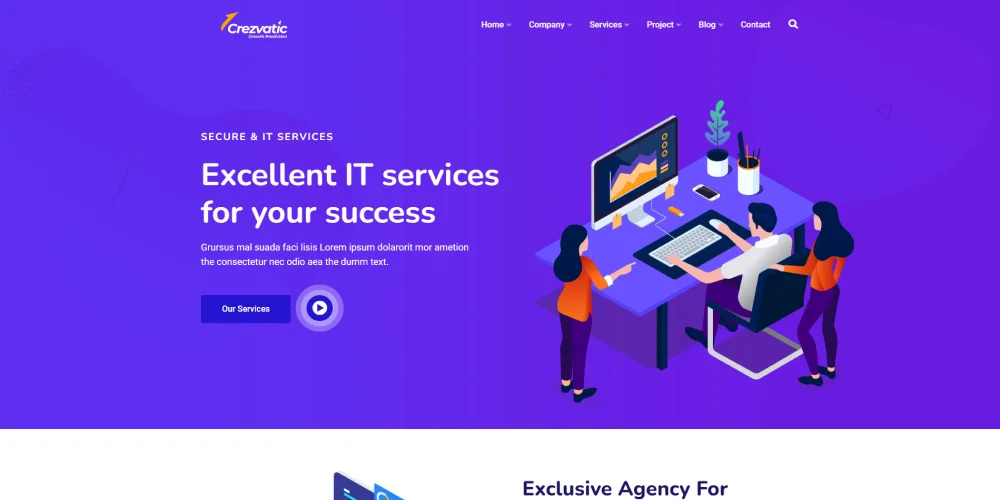 Crezvatic
Growth Prediction
Home
Company
Services
Project
Blog
Contact
SECURE & IT SERVICES
Excellent IT services
for your success
Grursus mal suada faci lisis Lorem ipsum dolarorit mor ametion
the consectetur nec odio aea the dumm text.
Our Services
Exclusive Agency For